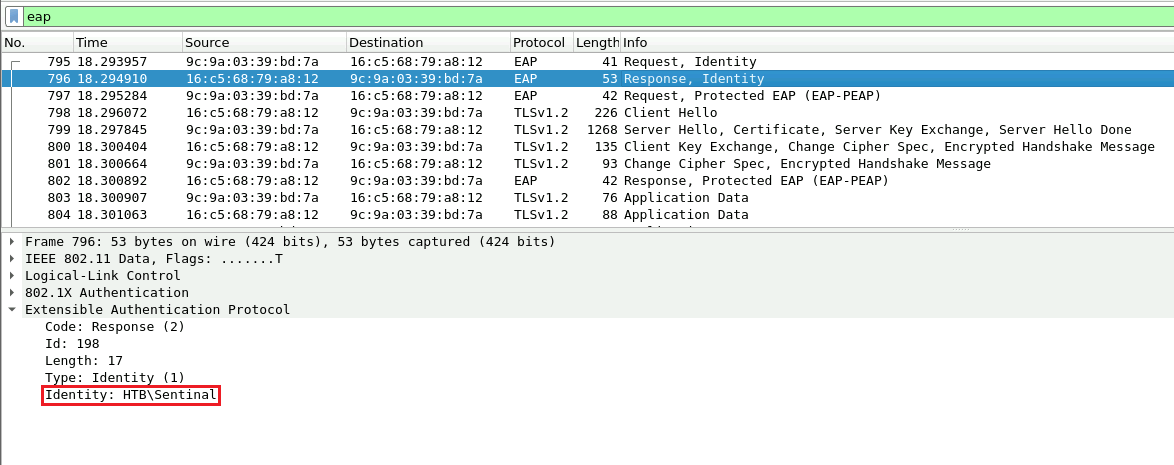 eap
No. Time Source Destination Protocol Length Info
795 18.293957 9c:9a:03:39:bd:7a 16:c5:68:79:a8:12 EAP 41 Request, Identity
796 18.294910 16:c5:68:79:a8:12 9c:9a:03:39:bd:7a EAP 53 Response, Identity
797 18.295284 9c:9a:03:39:bd:7a 16:c5:68:79:a8:12 EAP 42 Request, Protected EAP (EAP-PEAP)
798 18.296072 16:c5:68:79:a8:12 9c:9a:03:39:bd:7a TLSv1.2 226 Client Hello
799 18.297845 9c:9a:03:39:bd:7a 16:c5:68:79:a8:12 TLSv1.2 1268 Server Hello, Certificate, Server Key Exchange, Server Hello Done
800 18.300404 16:c5:68:79:a8:12 9c:9a:03:39:bd:7a TLSv1.2 135 Client Key Exchange, Change Cipher Spec, Encrypted Handshake Message
801 18.300664 9c:9a:03:39:bd:7a 16:c5:68:79:a8:12 TLSv1.2 93 Change Cipher Spec, Encrypted Handshake Message
802 18.300892 16:c5:68:79:a8:12 9c:9a:03:39:bd:7a EAP 42 Response, Protected EAP (EAP-PEAP)
803 18.300907 9c:9a:03:39:bd:7a 16:c5:68:79:a8:12 TLSv1.2 76 Application Data
804 18.301063 16:c5:68:79:a8:12 9c:9a:03:39:bd:7a TLSv1.2 88 Application Data
Frame 796: 53 bytes on wire (424 bits), 53 bytes captured (424 bits)
IEEE 802.11 Data, Flags: .......T
Logical-Link Control
802.1X Authentication
Extensible Authentication Protocol
Code: Response (2)
Id: 198
Length: 17
Type: Identity (1)
Identity: HTB\Sentinal